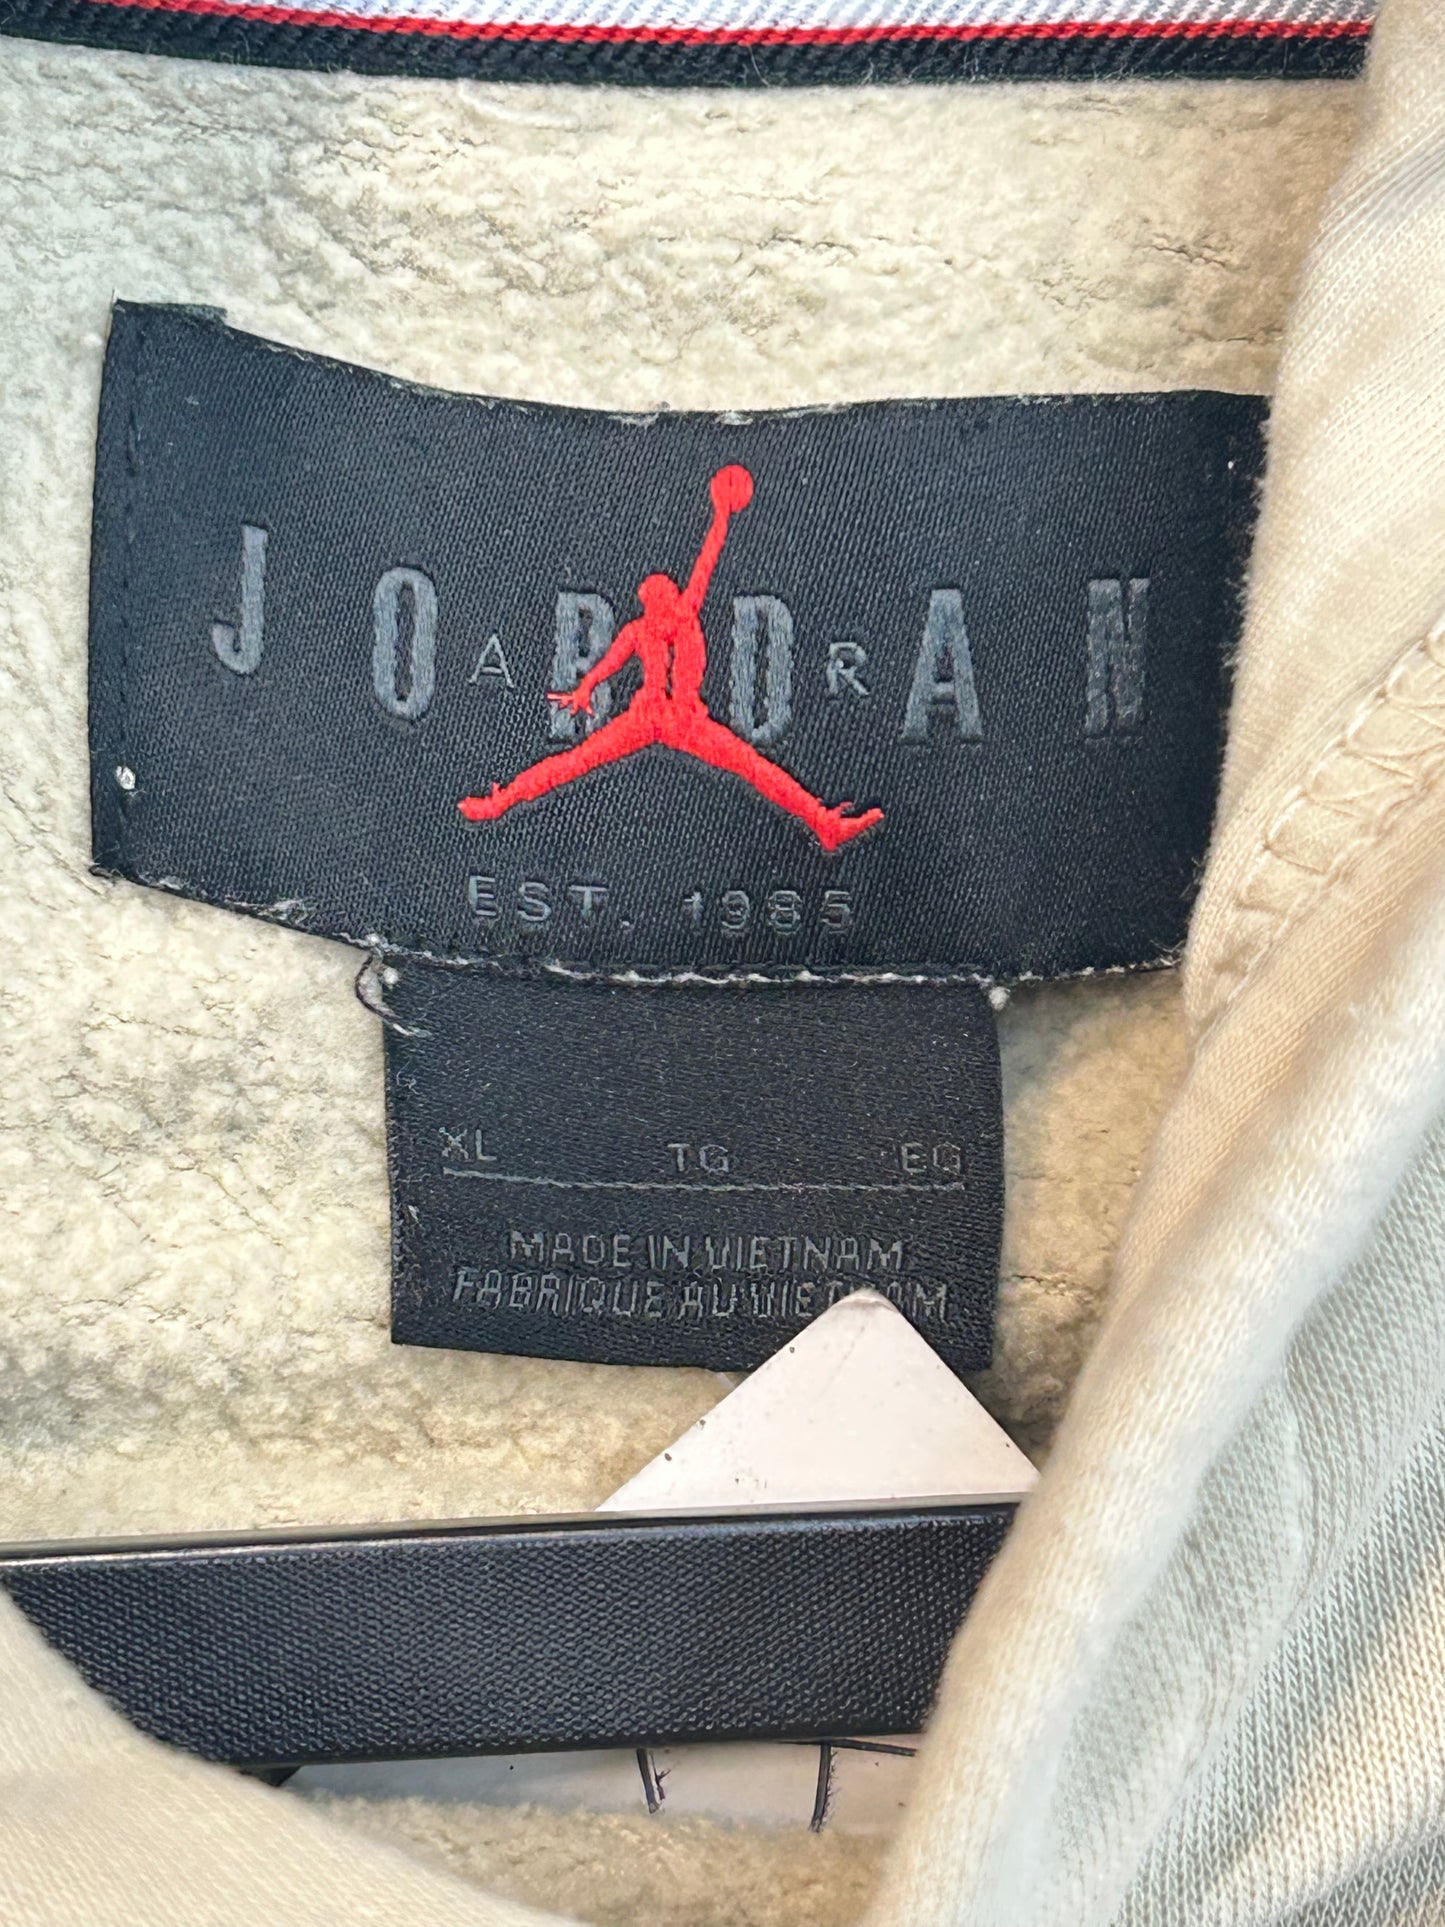 JORDAN
AIR
EST. 1985
XL TG EG
MADE IN VIETNAM
FABRIQUE AU VIETNAM